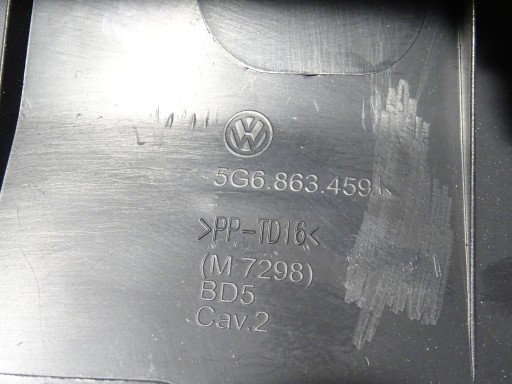 5G6.863.459
>PP-TD16<
(M 7298)
BD5
Cav.2